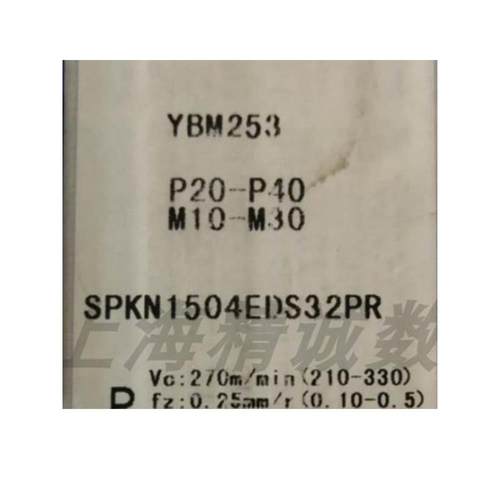 YBM253
P20-P40
M10-M30
SPKN1504EDS32PR
上海精诚数
Vc:270m/min(210-330)
P fz:0.25mm/r(0.10-0.5)